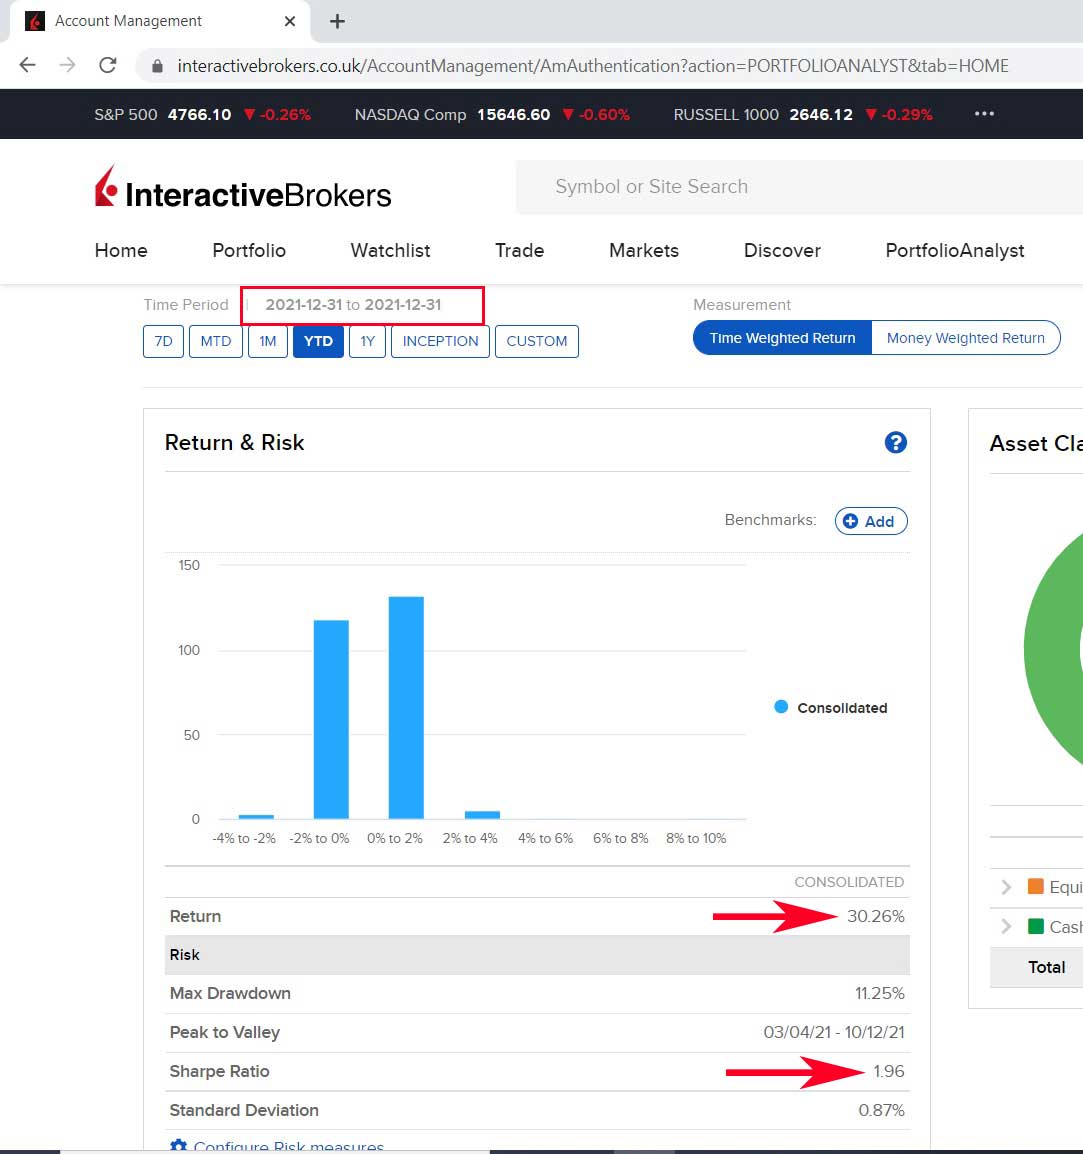 Account Management
interactivebrokers.co.uk/AccountManagement/AmAuthentication?action=PORTFOLIOANALYST&tab=HOME
S&P 500 4766.10 ▼ -0.26% NASDAQ Comp 15646.60 ▼ -0.60% RUSSELL 1000 2646.12 ▼ -0.29% •••
InteractiveBrokers
Symbol or Site Search
Home Portfolio Watchlist Trade Markets Discover PortfolioAnalyst
Time Period | 2021-12-31 to 2021-12-31
Measurement
7D MTD 1M YTD 1Y INCEPTION CUSTOM
Time Weighted Return Money Weighted Return
Return & Risk
?
Benchmarks: Add
150
100
50
0
-4% to -2% -2% to 0% 0% to 2% 2% to 4% 4% to 6% 6% to 8% 8% to 10%
Consolidated
CONSOLIDATED
Return 30.26%
Risk
Max Drawdown 11.25%
Peak to Valley 03/04/21 - 10/12/21
Sharpe Ratio 1.96
Standard Deviation 0.87%
Configure Risk measures
Asset Cla
Equi
Cash
Total